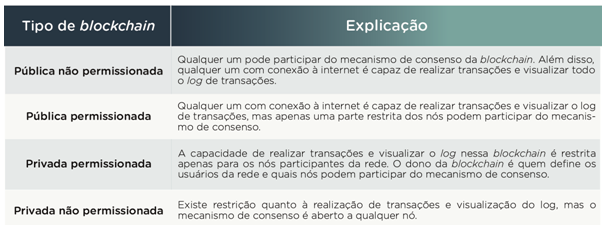 Tipo de blockchain Explicação
Qualquer um pode participar do mecanismo de consenso da blockchain. Além disso,
Pública não permissionada qualquer um com conexão à internet é capaz de realizar transações e visualizar todo
o log de transações.
Qualquer um com conexão à internet é capaz de realizar transações e visualizar o log
Pública permissionada de transações, mas apenas uma parte restrita dos nós podem participar do mecanis-
mo de consenso.
A capacidade de realizar transações e visualizar o log nessa blockchain é restrita
Privada permissionada apenas para os nós participantes da rede. O dono da blockchain é quem define os
usuários da rede e quais nós podem participar do mecanismo de consenso.
Privada não permissionada Existe restrição quanto à realização de transações e visualização do log, mas o
mecanismo de consenso é aberto a qualquer nó.